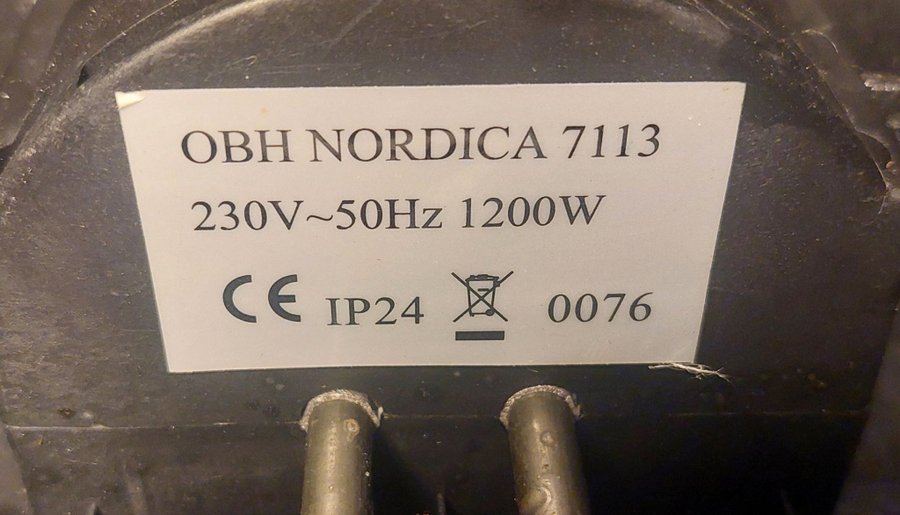 OBH NORDICA 7113
230V~50Hz 1200W
CE IP24 0076